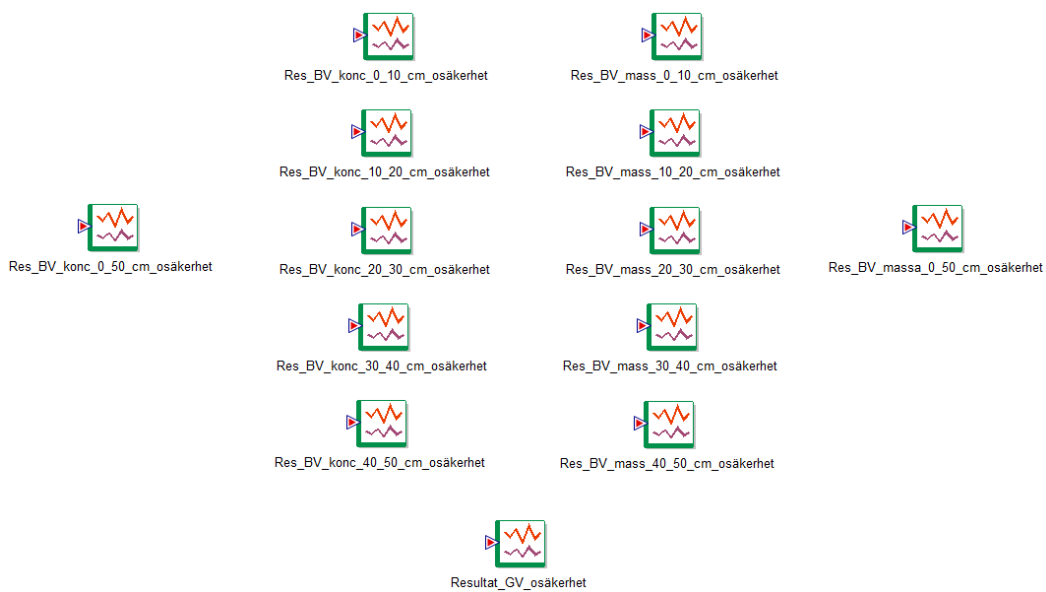 Res_BV_konc_0_10_cm_osäkerhet
Res_BV_mass_0_10_cm_osäkerhet
Res_BV_konc_10_20_cm_osäkerhet
Res_BV_mass_10_20_cm_osäkerhet
Res_BV_konc_0_50_cm_osäkerhet
Res_BV_konc_20_30_cm_osäkerhet
Res_BV_mass_20_30_cm_osäkerhet
Res_BV_massa_0_50_cm_osäkerhet
Res_BV_konc_30_40_cm_osäkerhet
Res_BV_mass_30_40_cm_osäkerhet
Res_BV_konc_40_50_cm_osäkerhet
Res_BV_mass_40_50_cm_osäkerhet
Resultat_GV_osäkerhet